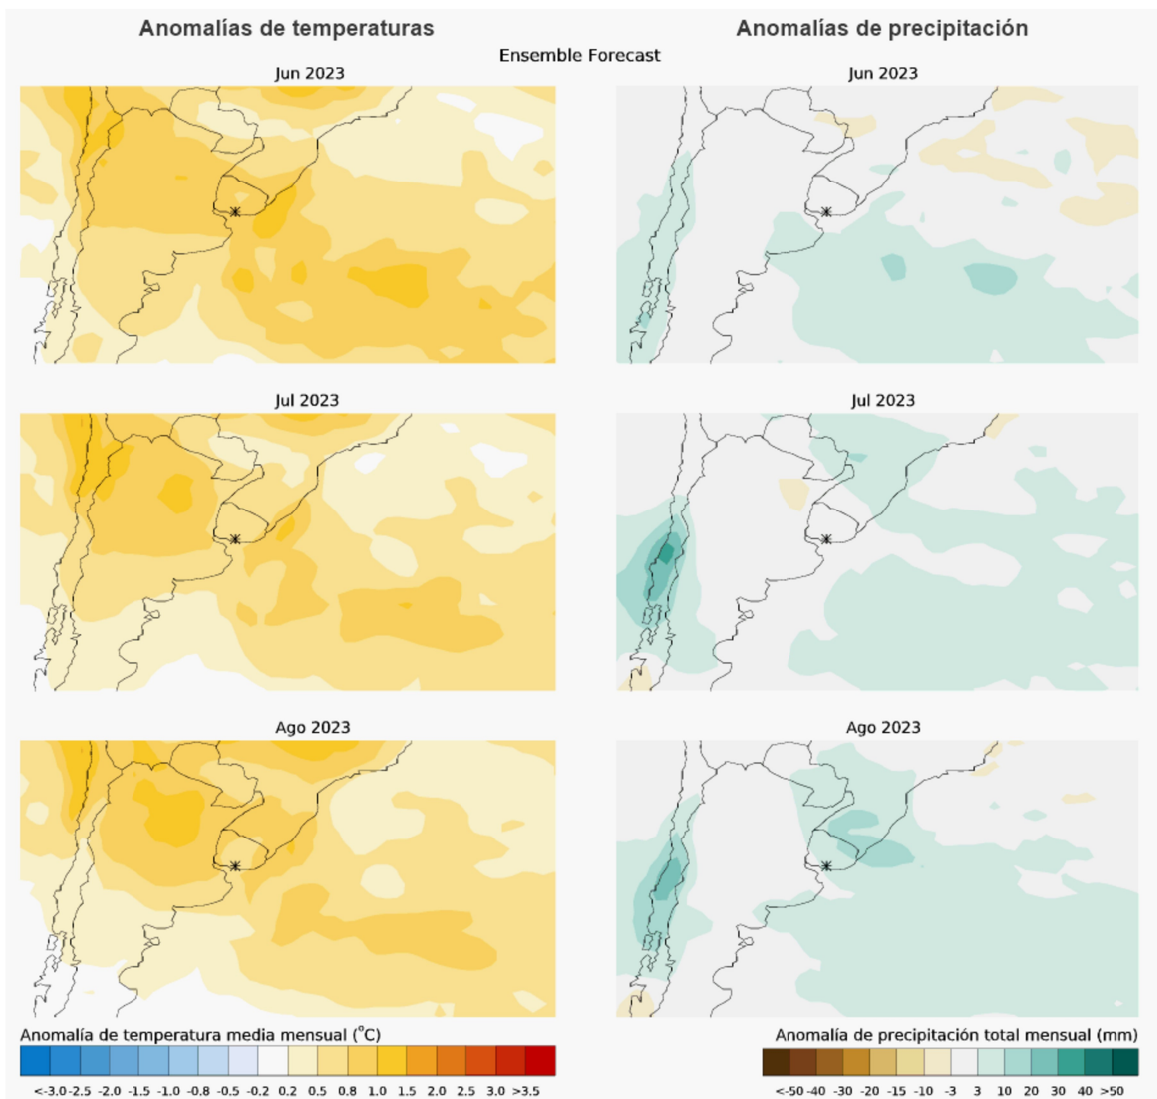 Anomalías de temperaturas
Anomalías de precipitación
Ensemble Forecast
Jun 2023
Jun 2023
Jul 2023
Jul 2023
Ago 2023
Ago 2023
Anomalía de temperatura media mensual (°C)
<-3.0 -2.5 -2.0 -1.5 -1.0 -0.8 -0.5 -0.2 0.2 0.5 0.8 1.0 1.5 2.0 2.5 3.0 >3.5
Anomalía de precipitación total mensual (mm)
<-50 -40 -30 -20 -15 -10 -3 3 10 20 30 40 >50